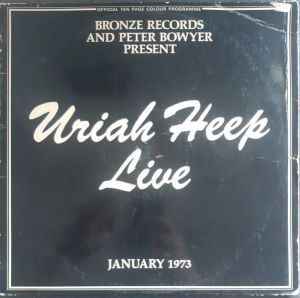 OFFICIAL TEN PAGE COLOUR PROGRAMME
BRONZE RECORDS
AND PETER BOWYER
PRESENT
Uriah Heep
Live
JANUARY 1973